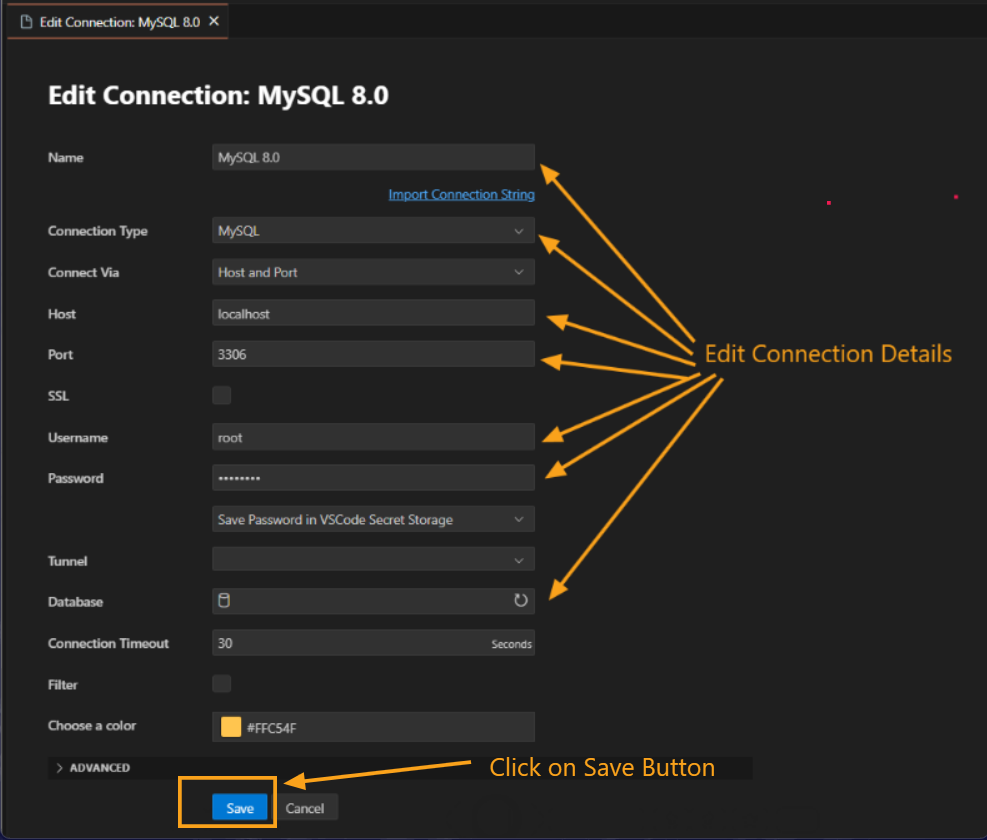 Edit Connection: MySQL 8.0
Edit Connection: MySQL 8.0
Name MySQL 8.0
Import Connection String
Connection Type MySQL
Connect Via Host and Port
Host localhost
Port 3306
Edit Connection Details
SSL
Username root
Password ••••••••
Save Password in VSCode Secret Storage
Tunnel
Database
Connection Timeout 30 Seconds
Filter
Choose a color #FFC54F
ADVANCED
Click on Save Button
Save Cancel